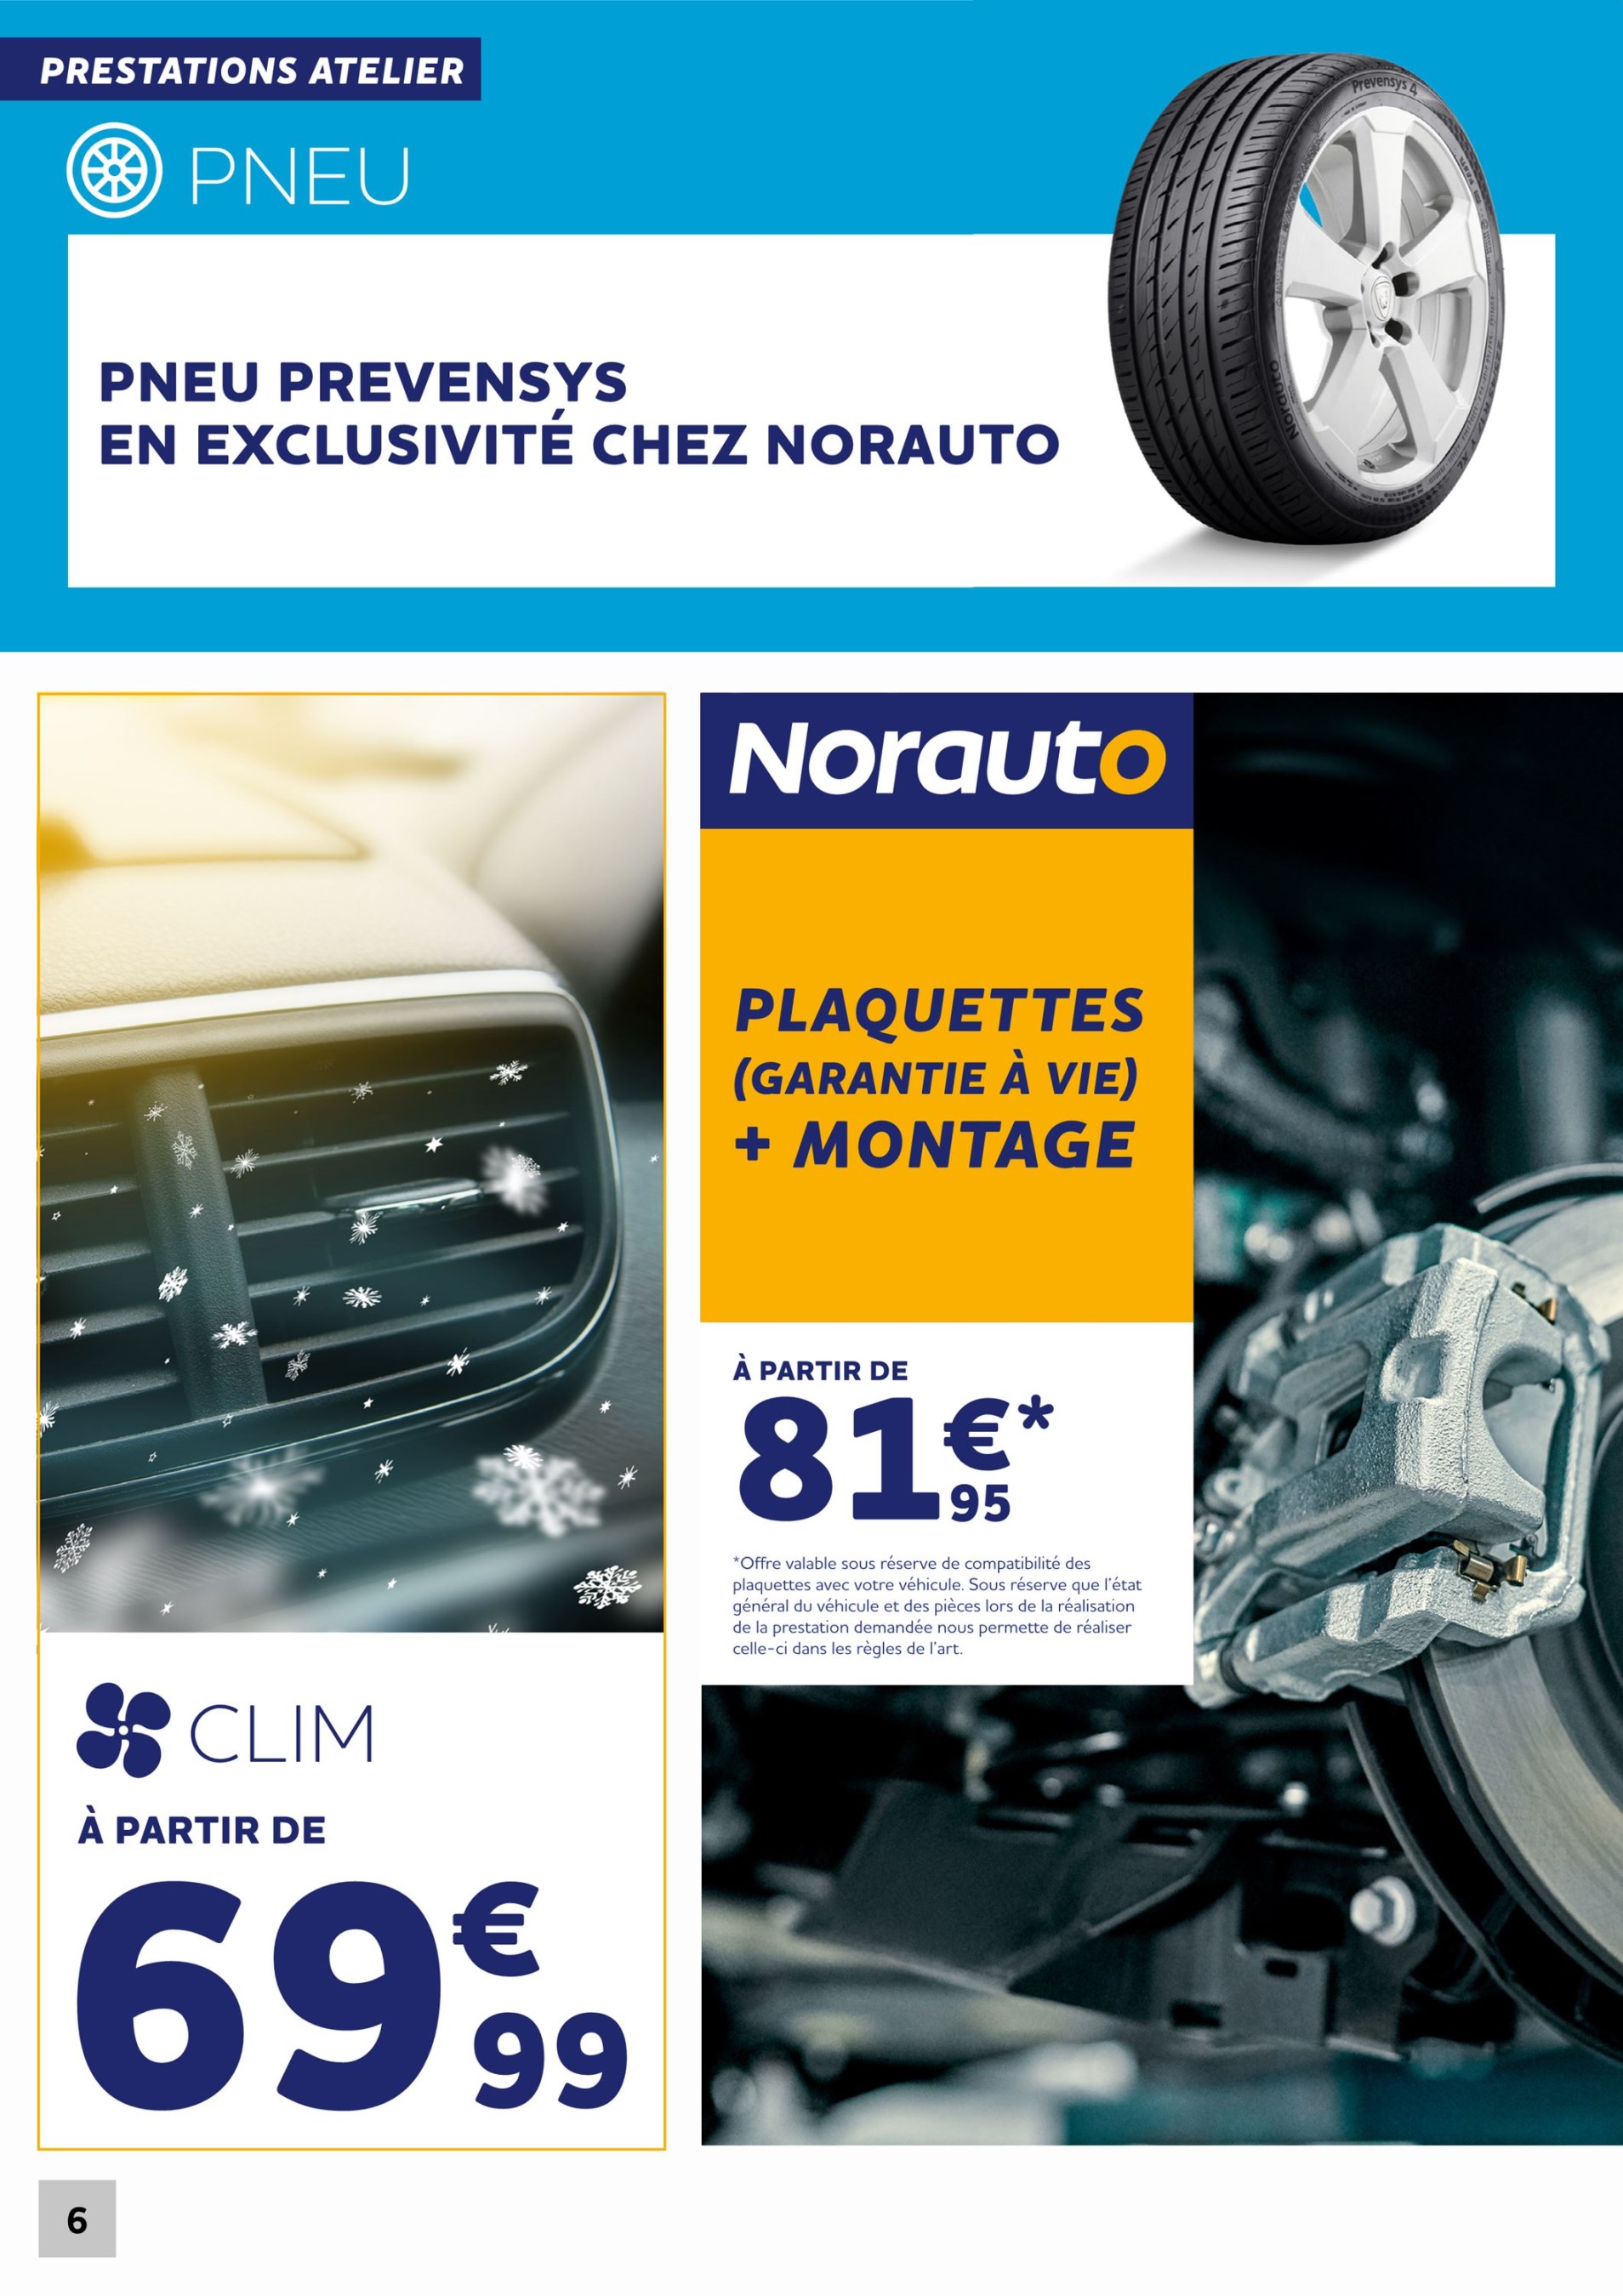 PRESTATIONS ATELIER
PNEU
Prevensys 4
Norauto
PNEU PREVENSYS
EN EXCLUSIVITÉ CHEZ NORAUTO
Norauto
PLAQUETTES
(GARANTIE À VIE)
+ MONTAGE
À PARTIR DE
81€95*
*Offre valable sous réserve de compatibilité des
plaquettes avec votre véhicule. Sous réserve que l'état
général du véhicule et des pièces lors de la réalisation
de la prestation demandée nous permette de réaliser
celle-ci dans les règles de l'art.
CLIM
À PARTIR DE
69€99
6